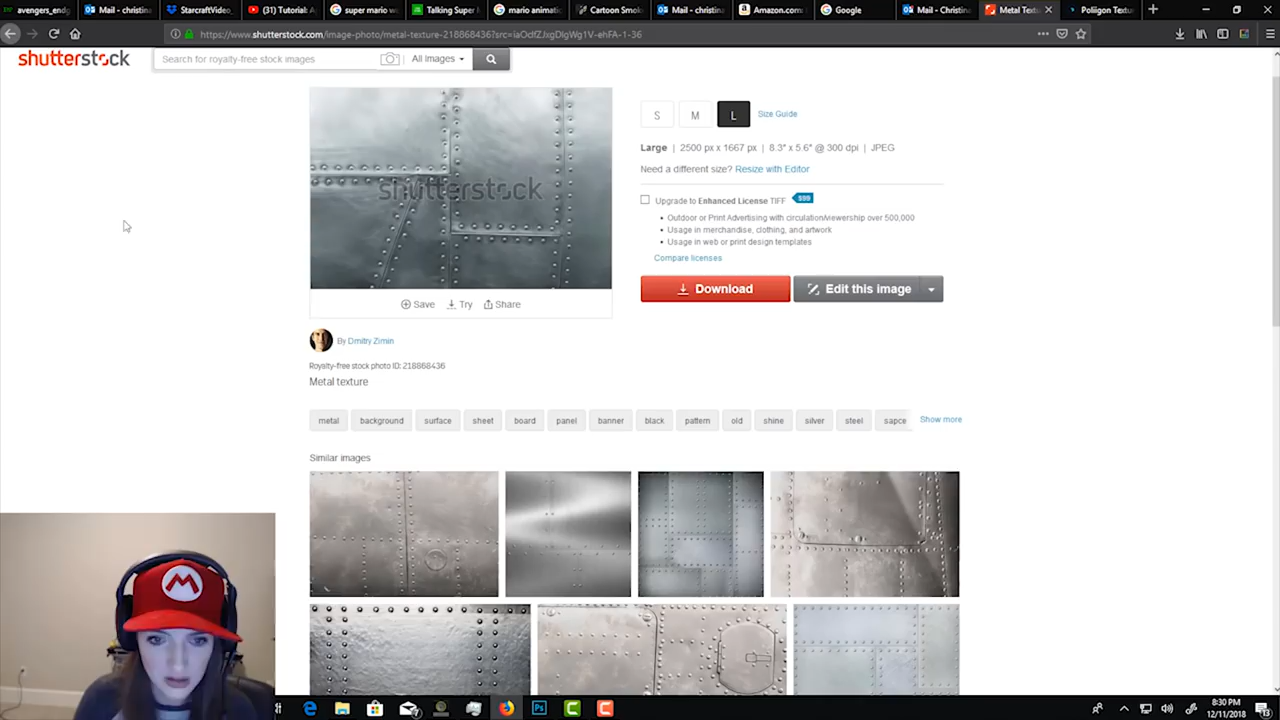 avengers_endg
Mail - christina
StarcraftVideo_
(31) Tutorial: A
super mario wo
Talking Super M
mario animatic
Cartoon Smok
Mail - christina
Amazon.com:
Google
Mail - Christina
Metal Textu
Poliigon Textu
https://www.shutterstock.com/image-photo/metal-texture-218868436?src=iaOdfZJxgDlgWg1V-ehFA-1-36
shutterstock
Search for royalty-free stock images
All Images
shutterstock
S M L Size Guide
Large | 2500 px x 1667 px | 8.3" x 5.6" @ 300 dpi | JPEG
Need a different size? Resize with Editor
Upgrade to Enhanced License TIFF $99
• Outdoor or Print Advertising with circulation/viewership over 500,000
• Usage in merchandise, clothing, and artwork
• Usage in web or print design templates
Compare licenses
Download Edit this image
Save Try Share
By Dmitry Zimin
Royalty-free stock photo ID: 218868436
Metal texture
metal background surface sheet board panel banner black pattern old shine silver steel sapce Show more
Similar images
M
8:30 PM
12/11/2018